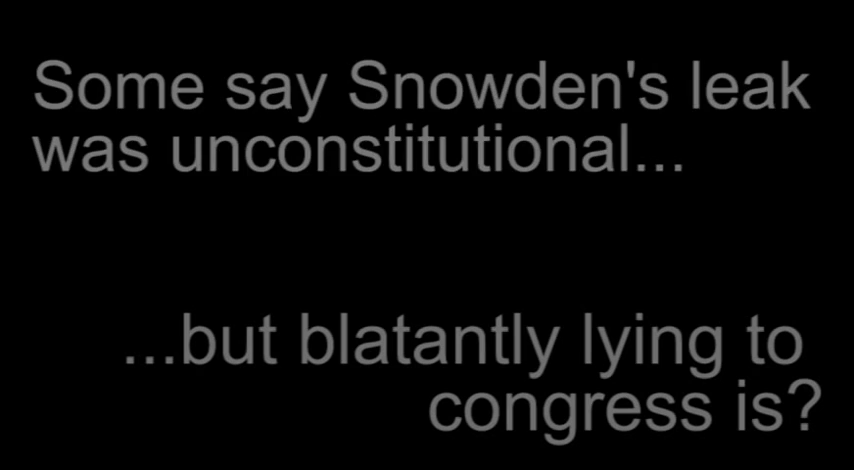 Some say Snowden's leak
was unconstitutional...
...but blatantly lying to
congress is?